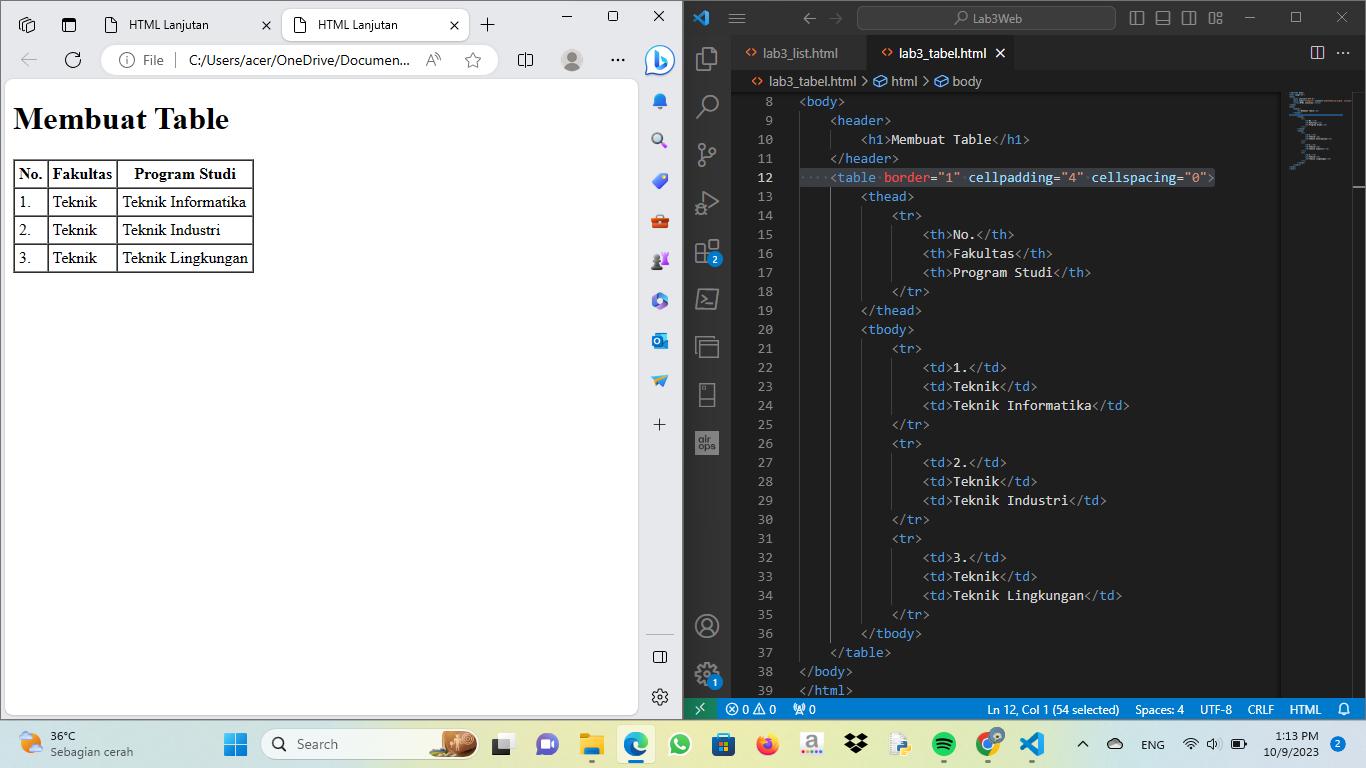 HTML Lanjutan
HTML Lanjutan
File
C:/Users/acer/OneDrive/Documen...
Membuat Table
No. Fakultas Program Studi
1. Teknik Teknik Informatika
2. Teknik Teknik Industri
3. Teknik Teknik Lingkungan
Lab3Web
lab3_list.html
lab3_tabel.html
lab3_tabel.html > html > body
8 <body>
9 <header>
10 <h1>Membuat Table</h1>
11 </header>
12 <table border="1" cellpadding="4" cellspacing="0">
13 <thead>
14 <tr>
15 <th>No.</th>
16 <th>Fakultas</th>
17 <th>Program Studi</th>
18 </tr>
19 </thead>
20 <tbody>
21 <tr>
22 <td>1.</td>
23 <td>Teknik</td>
24 <td>Teknik Informatika</td>
25 </tr>
26 <tr>
27 <td>2.</td>
28 <td>Teknik</td>
29 <td>Teknik Industri</td>
30 </tr>
31 <tr>
32 <td>3.</td>
33 <td>Teknik</td>
34 <td>Teknik Lingkungan</td>
35 </tr>
36 </tbody>
37 </table>
38 </body>
39 </html>
2
air
ops
1
0 0 0
Ln 12, Col 1 (54 selected) Spaces: 4 UTF-8 CRLF HTML
36°C
Sebagian cerah
Search
ENG
1:13 PM
10/9/2023
2